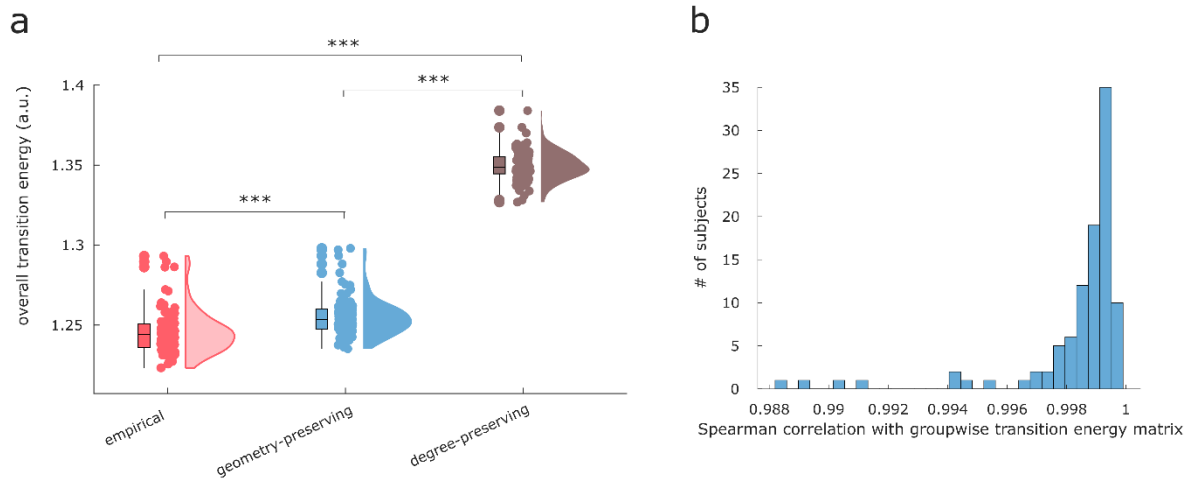 a
***
***
***
overall transition energy (a.u.)
1.4
1.35
1.3
1.25
empirical
geometry-preserving
degree-preserving
b
# of subjects
35
30
25
20
15
10
5
0
0.988 0.99 0.992 0.994 0.996 0.998 1
Spearman correlation with groupwise transition energy matrix